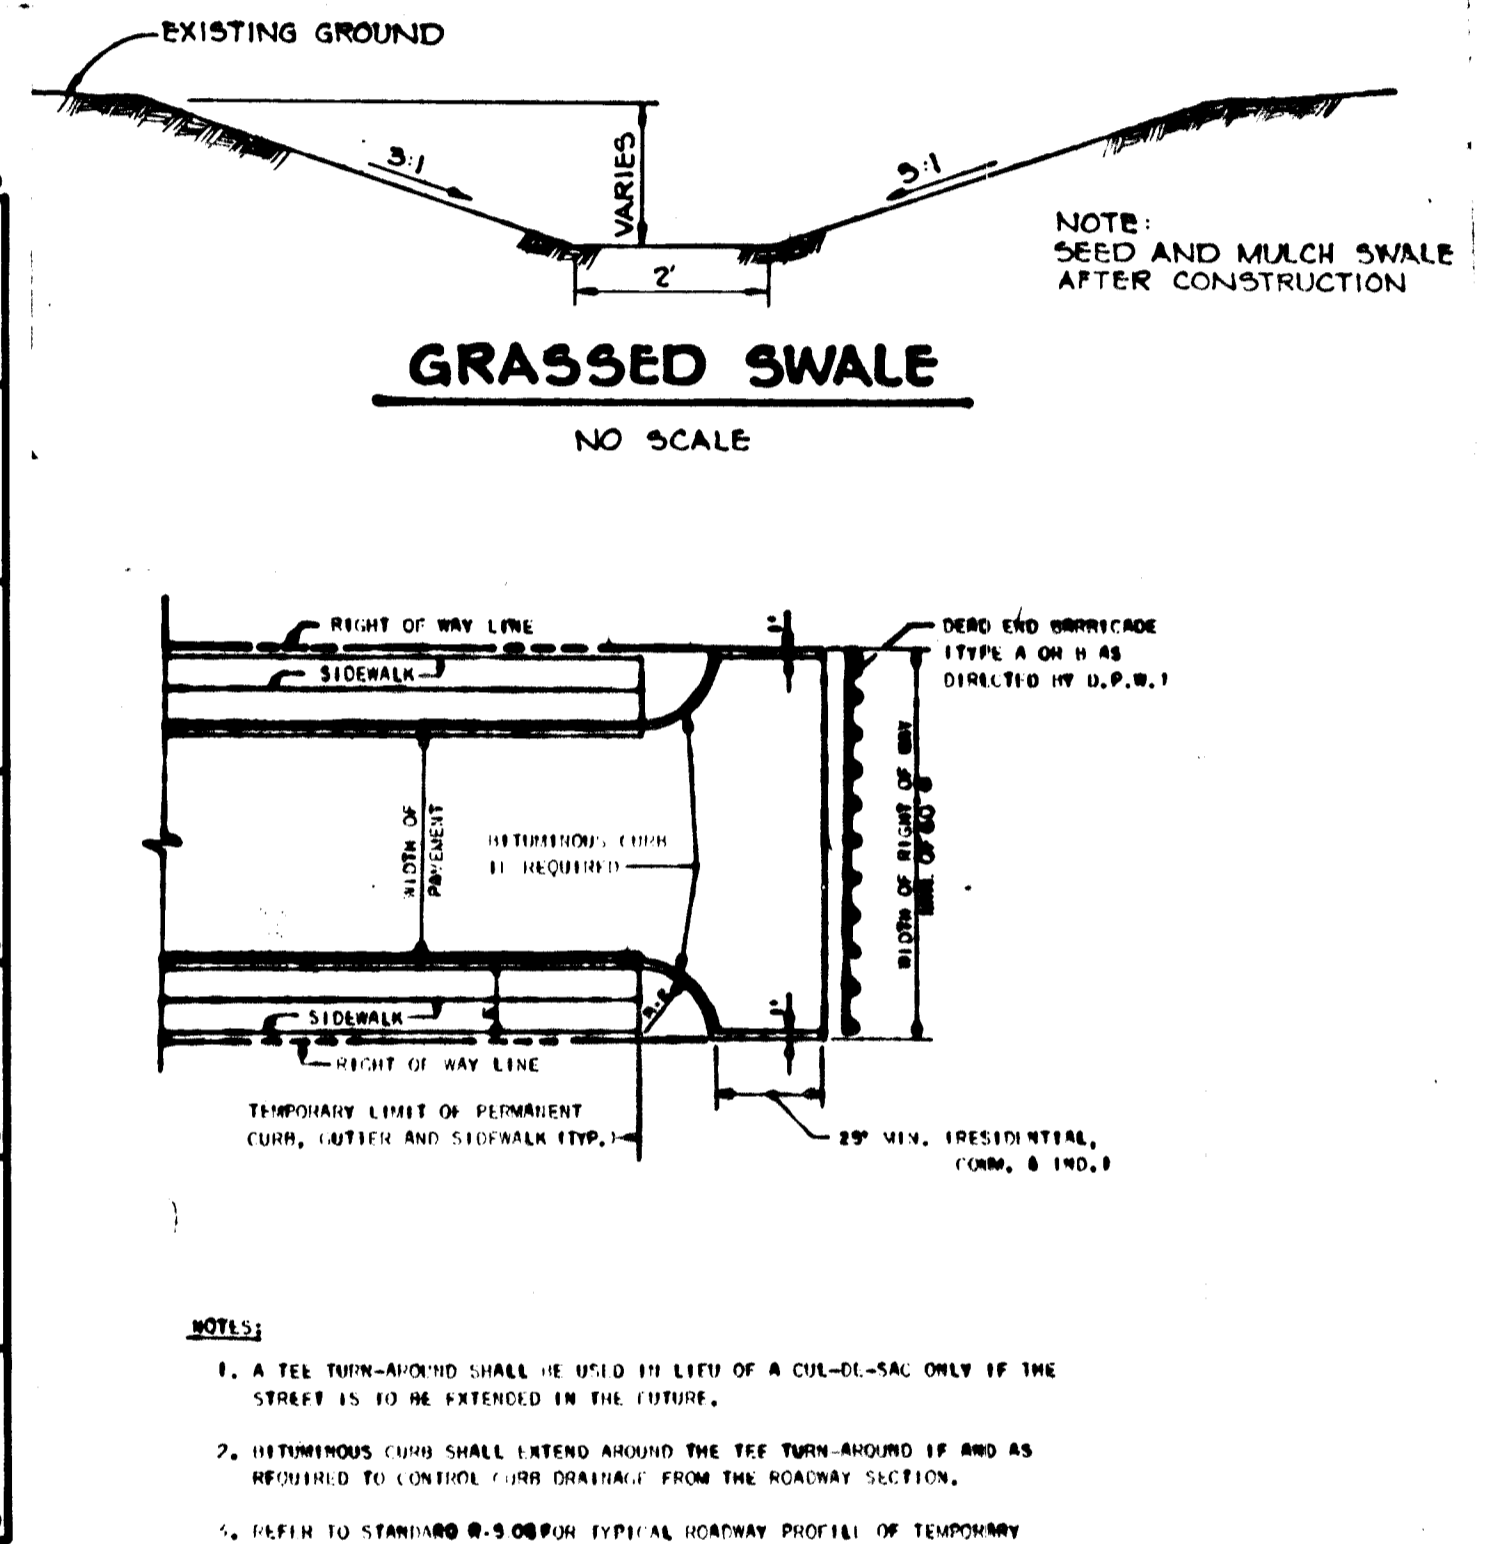 EXISTING GROUND
3:1
VARIES
3:1
2'
NOTE:
SEED AND MULCH SWALE
AFTER CONSTRUCTION
GRASSED SWALE
NO SCALE
RIGHT OF WAY LINE
SIDEWALK
1'
DEAD END BARRICADE
(TYPE A OR B AS
DIRECTED BY D.P.W.)
WIDTH OF
PAVEMENT
BITUMINOUS CURB
IF REQUIRED
WIDTH OF RIGHT OF WAY
SIDEWALK
1'
RIGHT OF WAY LINE
TEMPORARY LIMIT OF PERMANENT
CURB, GUTTER AND SIDEWALK (TYP.)
25' MIN. (RESIDENTIAL,
COMM. & IND.)
NOTES:
1. A TEE TURN-AROUND SHALL BE USED IN LIEU OF A CUL-DE-SAC ONLY IF THE
STREET IS TO BE EXTENDED IN THE FUTURE.
2. BITUMINOUS CURB SHALL EXTEND AROUND THE TEE TURN-AROUND IF AND AS
REQUIRED TO CONTROL CURB DRAINAGE FROM THE ROADWAY SECTION.
3. REFER TO STANDARD FOR TYPICAL ROADWAY PROFILE OF TEMPORARY